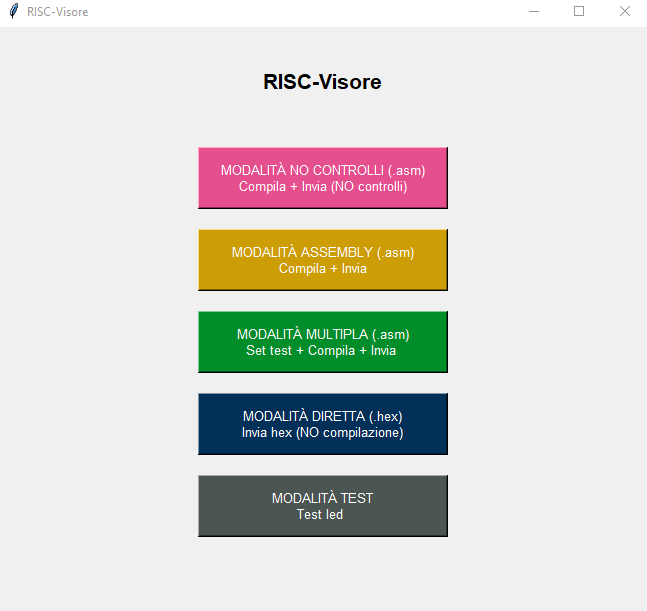 RISC-Visore
RISC-Visore
MODALITÀ NO CONTROLLI (.asm)
Compila + Invia (NO controlli)
MODALITÀ ASSEMBLY (.asm)
Compila + Invia
MODALITÀ MULTIPLA (.asm)
Set test + Compila + Invia
MODALITÀ DIRETTA (.hex)
Invia hex (NO compilazione)
MODALITÀ TEST
Test led